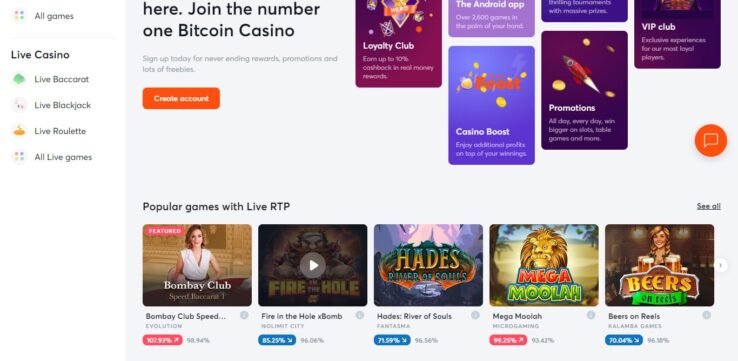 All games
Live Casino
Live Baccarat
Live Blackjack
Live Roulette
All Live games
here. Join the number
one Bitcoin Casino
Sign up today for never ending rewards, promotions and
lots of freebies.
Create account
HERO
Loyalty Club
Earn up to 10%
cashback in real money
rewards.
The Android app
Over 2,600 games in
the palm of your hand.
Boost
Casino Boost
Enjoy additional profits
on top of your winnings.
thrilling tournaments
with massive prizes.
Promotions
All day, every day, win
bigger on slots, table
games and more.
VIP club
Exclusive experiences
for our most loyal
players.
Popular games with Live RTP
See all
FEATURED
Bombay Club
Speed Baccarat 1
Bombay Club Speed...
EVOLUTION
107.93% ↗ 98.94%
FIRE IN THE HOLE
Fire in the Hole xBomb
NOLIMIT CITY
85.25% ↘ 96.06%
HADES
RIVER OF SOULS
Hades: River of Souls
FANTASMA
71.59% ↘ 96.56%
MEGA
MOOLAH
Mega Moolah
MICROGAMING
99.25% ↗ 93.42%
BEERS
on reels
Beers on Reels
KALAMBA GAMES
70.04% ↘ 96.18%